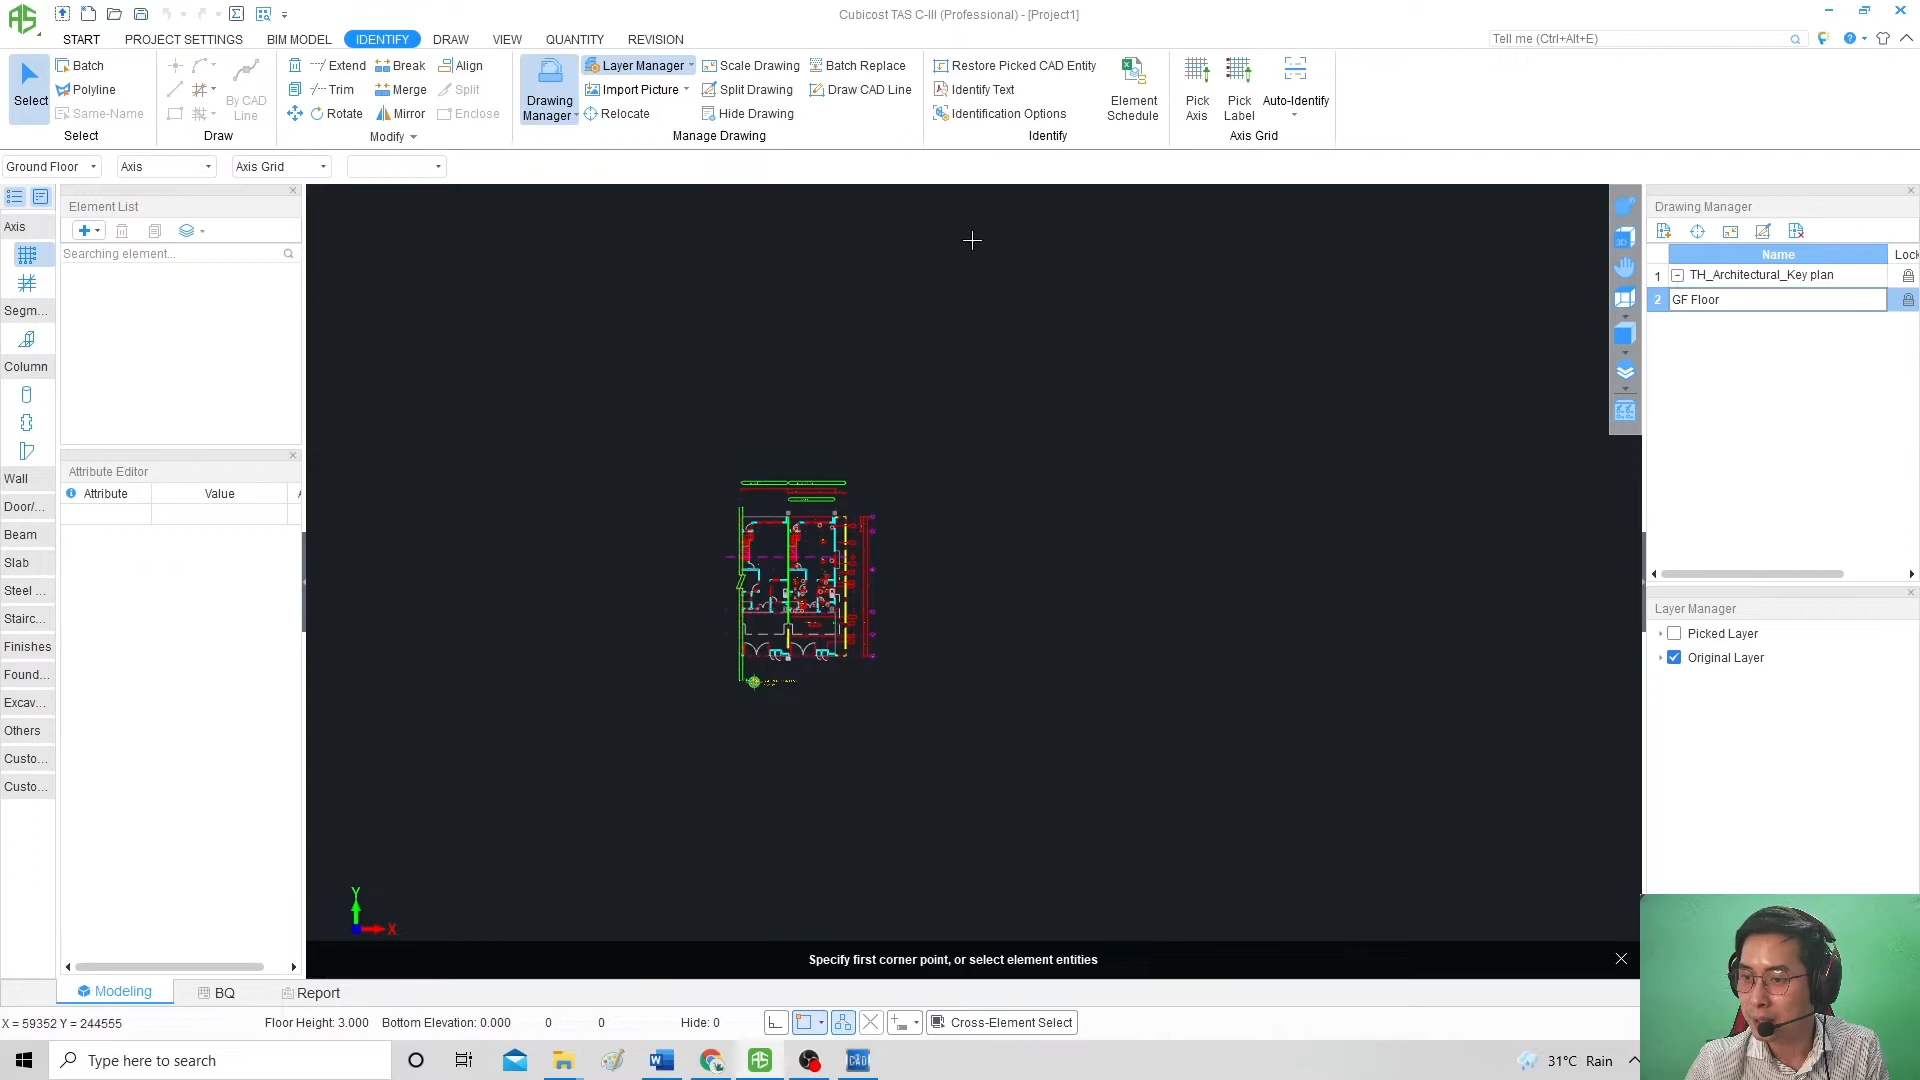 Cubicost TAS C-III (Professional) - [Project1]
START PROJECT SETTINGS BIM MODEL IDENTIFY DRAW VIEW QUANTITY REVISION
Tell me (Ctrl+Alt+E)
Select
Batch
Polyline
Same-Name
Select
By CAD
Line
Draw
Extend Break Align
Trim Merge Split
Rotate Mirror Enclose
Modify
Drawing
Manager
Layer Manager Scale Drawing Batch Replace
Import Picture Split Drawing Draw CAD Line
Relocate Hide Drawing
Manage Drawing
Restore Picked CAD Entity
Identify Text
Identification Options
Element
Schedule
Identify
Pick
Axis
Pick
Label
Auto-Identify
Axis Grid
Ground Floor Axis Axis Grid
Axis
Segm...
Column
Wall
Door/...
Beam
Slab
Steel ...
Stairc...
Finishes
Found...
Excav...
Others
Custo...
Custo...
Element List
Searching element...
Attribute Editor
Attribute Value
Drawing Manager
Name Lock
1 TH_Architectural_Key plan
2 GF Floor
Layer Manager
Picked Layer
Original Layer
3D
Y
X
Specify first corner point, or select element entities
Modeling BQ Report
X = 59352 Y = 244555 Floor Height: 3.000 Bottom Elevation: 0.000 0 0 Hide: 0 Cross-Element Select
Type here to search
CAD
31°C Rain